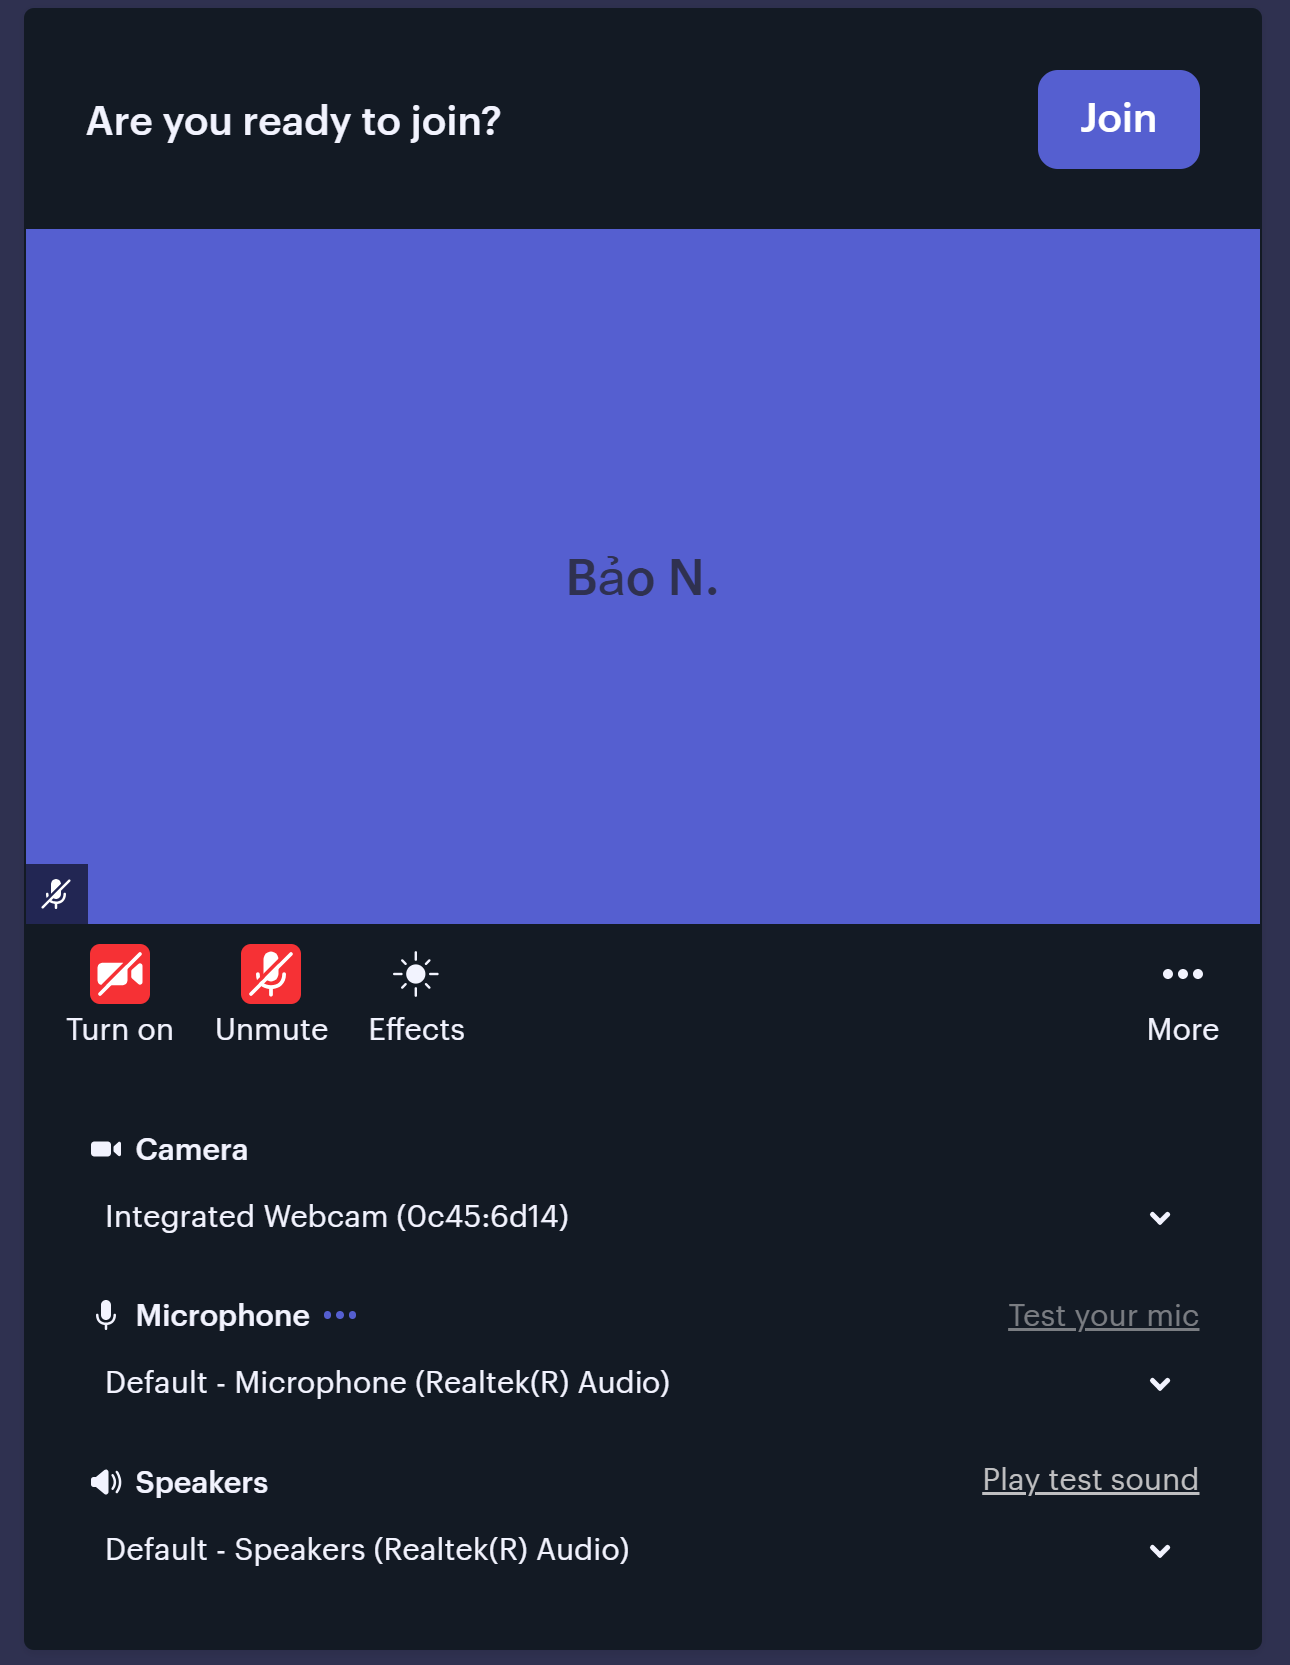 Are you ready to join?
Join
Bảo N.
Turn on
Unmute
Effects
More
Camera
Integrated Webcam (0c45:6d14)
Microphone
Test your mic
Default - Microphone (Realtek(R) Audio)
Speakers
Play test sound
Default - Speakers (Realtek(R) Audio)